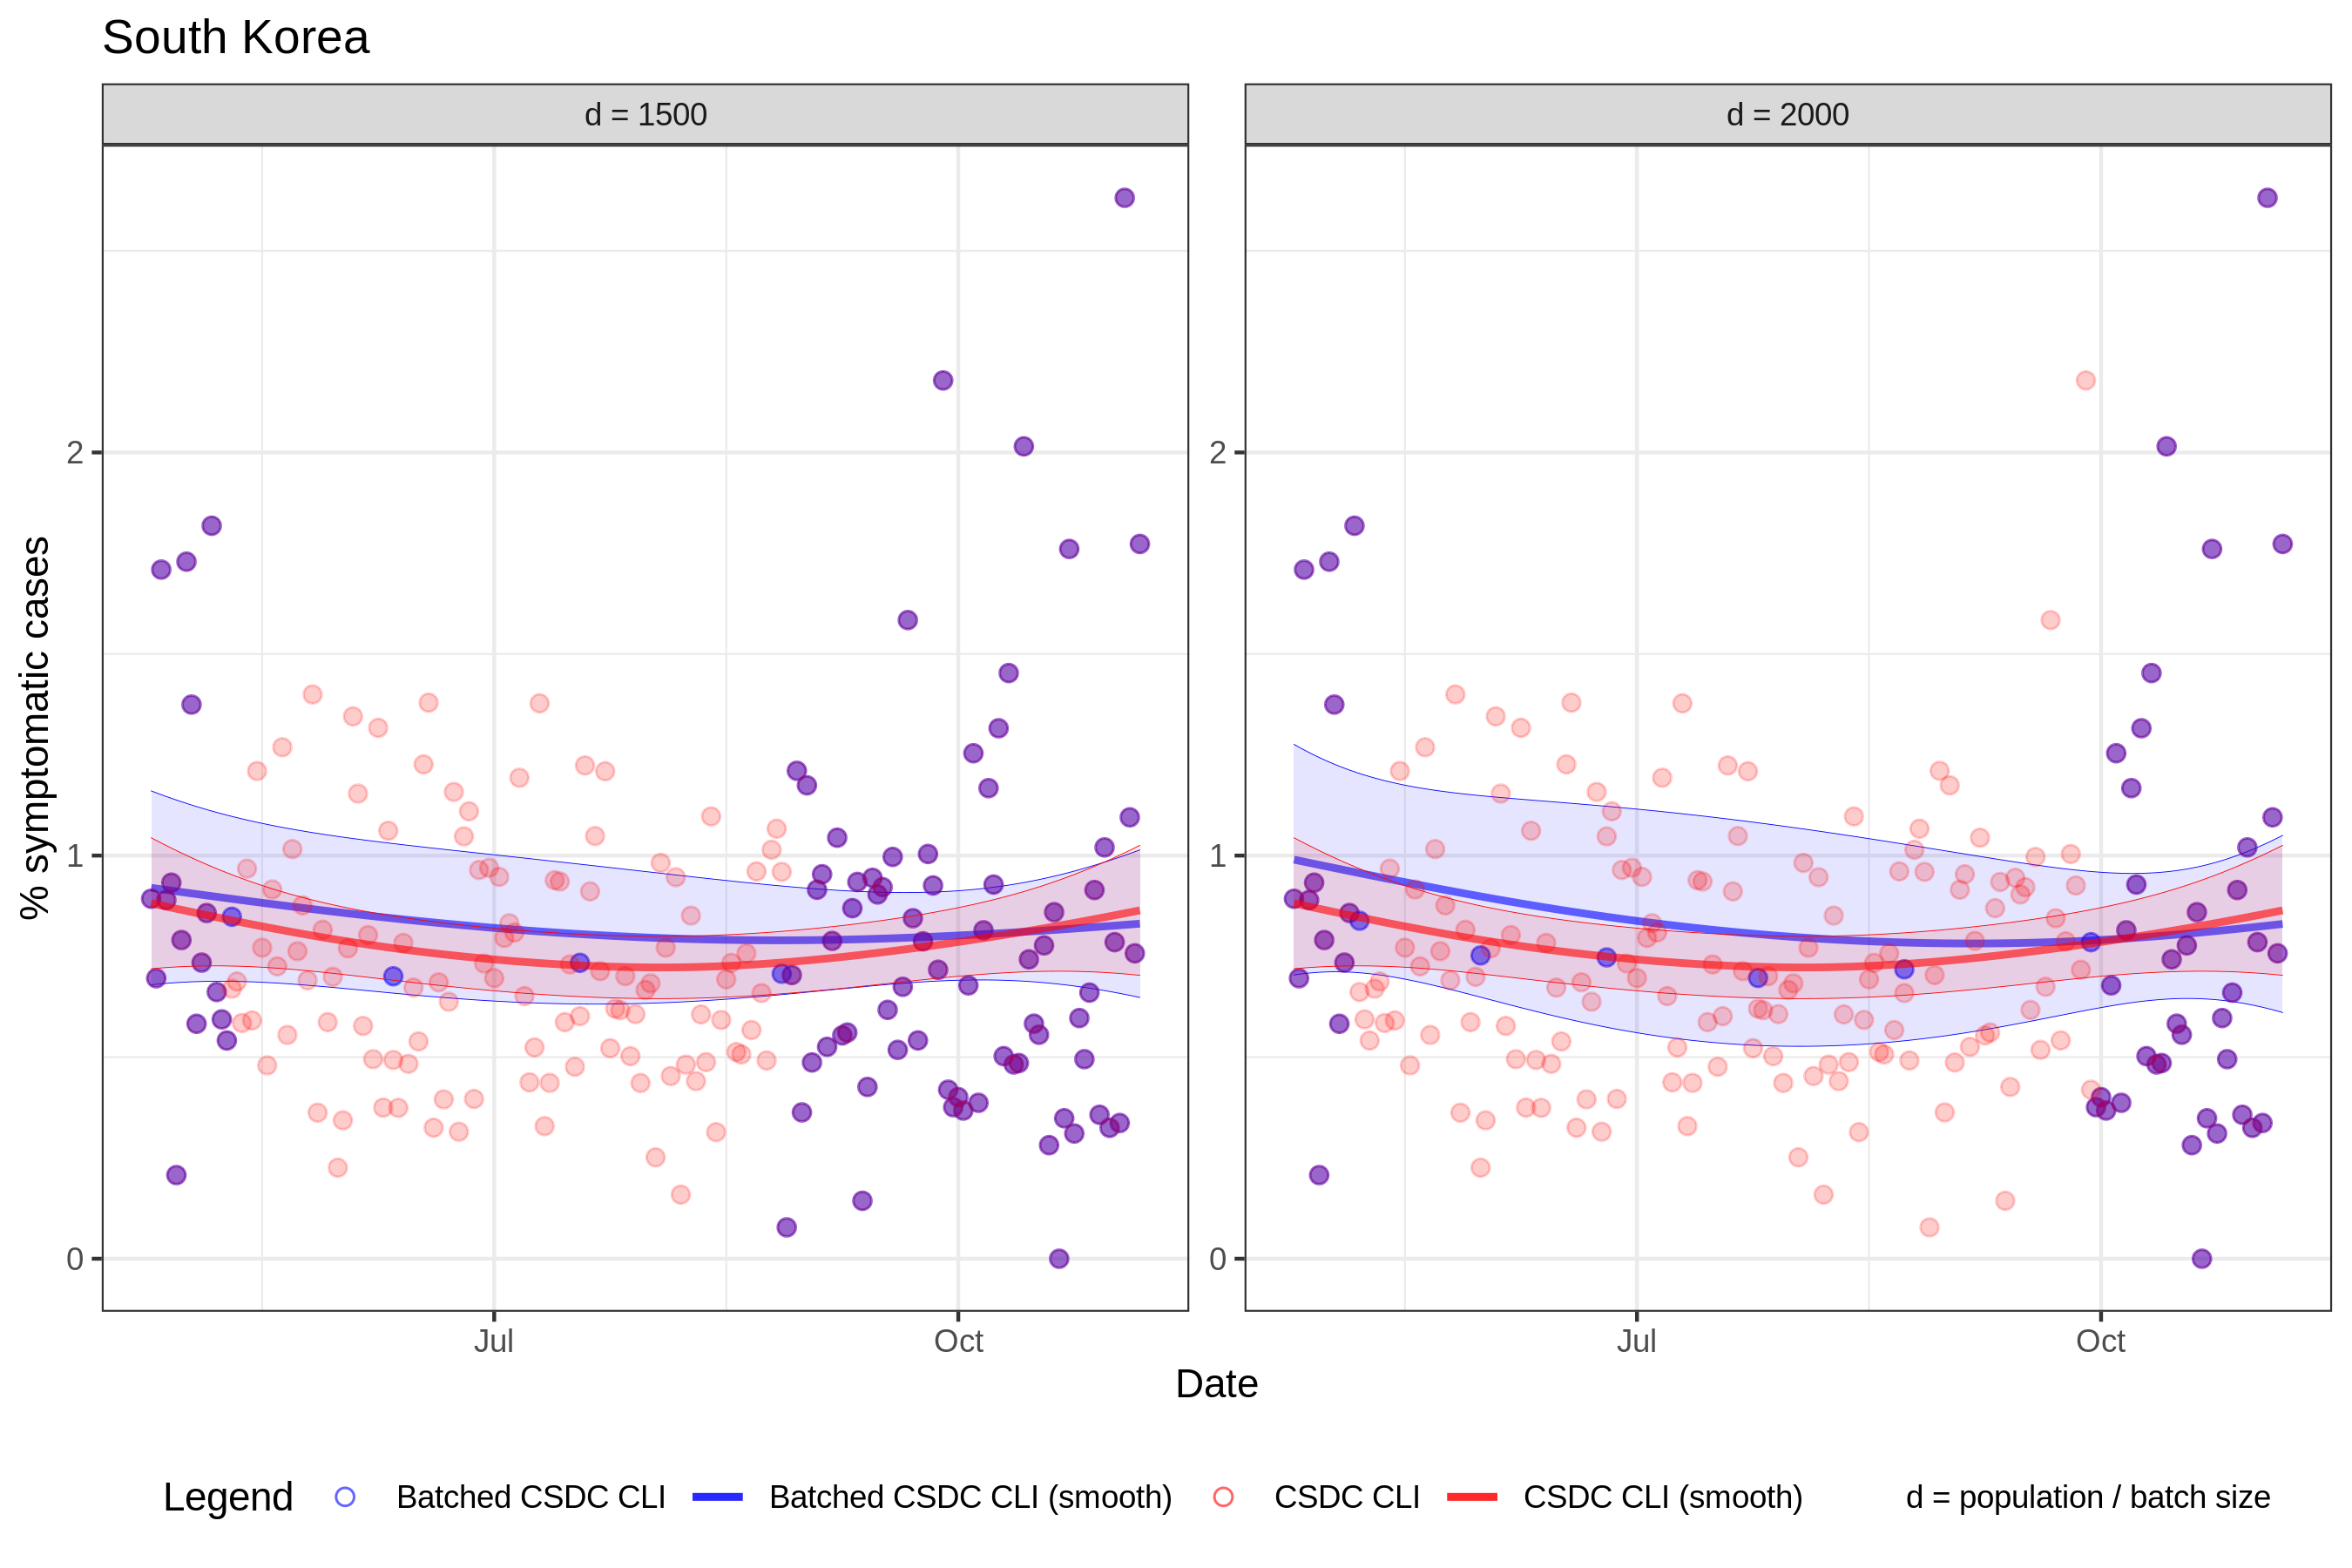 South Korea
d = 1500
d = 2000
% symptomatic cases
2
1
0
2
1
0
Jul
Oct
Jul
Oct
Date
Legend
Batched CSDC CLI
Batched CSDC CLI (smooth)
CSDC CLI
CSDC CLI (smooth)
d = population / batch size